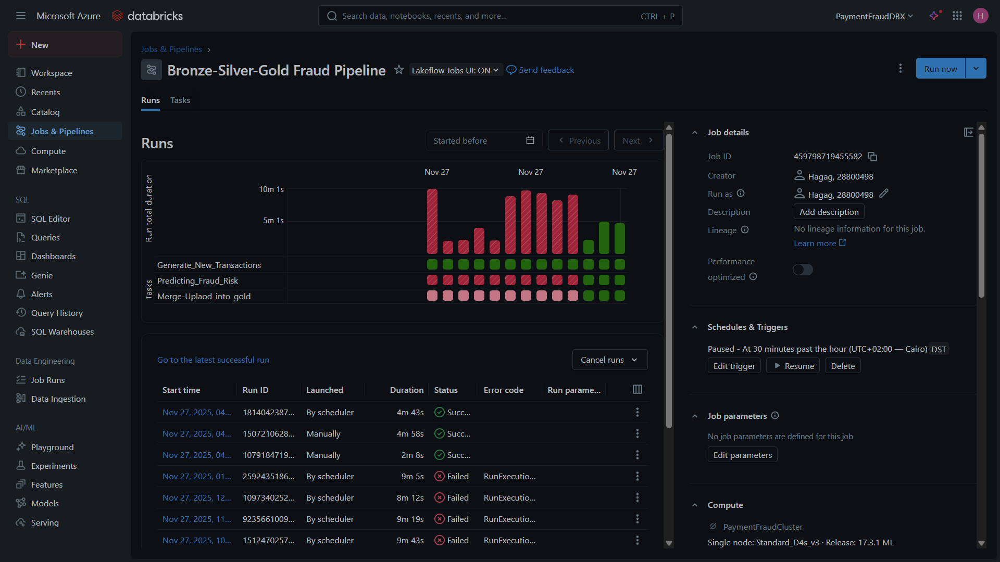 Microsoft Azure
databricks
Search data, notebooks, recents, and more...
CTRL + P
PaymentFraudDBX
H
New
Workspace
Recents
Catalog
Jobs & Pipelines
Compute
Marketplace
SQL
SQL Editor
Queries
Dashboards
Genie
Alerts
Query History
SQL Warehouses
Data Engineering
Job Runs
Data Ingestion
AI/ML
Playground
Experiments
Features
Models
Serving
Jobs & Pipelines
Bronze-Silver-Gold Fraud Pipeline
Lakeflow Jobs UI: ON
Send feedback
Run now
Runs
Tasks
Runs
Started before
Previous
Next
Nov 27
Nov 27
Nov 27
Run total duration
10m 1s
5m 1s
Tasks
Generate_New_Transactions
Predicting_Fraud_Risk
Merge-Uplaod_into_gold
Go to the latest successful run
Cancel runs
Start time Run ID Launched Duration Status Error code Run parame...
Nov 27, 2025, 04... 1814042387... By scheduler 4m 43s Succ...
Nov 27, 2025, 04... 1507210628... Manually 4m 58s Succ...
Nov 27, 2025, 04... 1079184719... Manually 2m 8s Succ...
Nov 27, 2025, 01... 2592435186... By scheduler 9m 5s Failed RunExecutio...
Nov 27, 2025, 12... 1097340252... By scheduler 8m 12s Failed RunExecutio...
Nov 27, 2025, 11... 9235661009... By scheduler 9m 19s Failed RunExecutio...
Nov 27, 2025, 10... 1512470257... By scheduler 9m 43s Failed RunExecutio...
Job details
Job ID 459798719455582
Creator Hagag, 28800498
Run as Hagag, 28800498
Description Add description
Lineage No lineage information for this job.
Learn more
Performance
optimized
Schedules & Triggers
Paused - At 30 minutes past the hour (UTC+02:00 — Cairo) DST
Edit trigger
Resume
Delete
Job parameters
No job parameters are defined for this job
Edit parameters
Compute
PaymentFraudCluster
Single node: Standard_D4s_v3 · Release: 17.3.1 ML